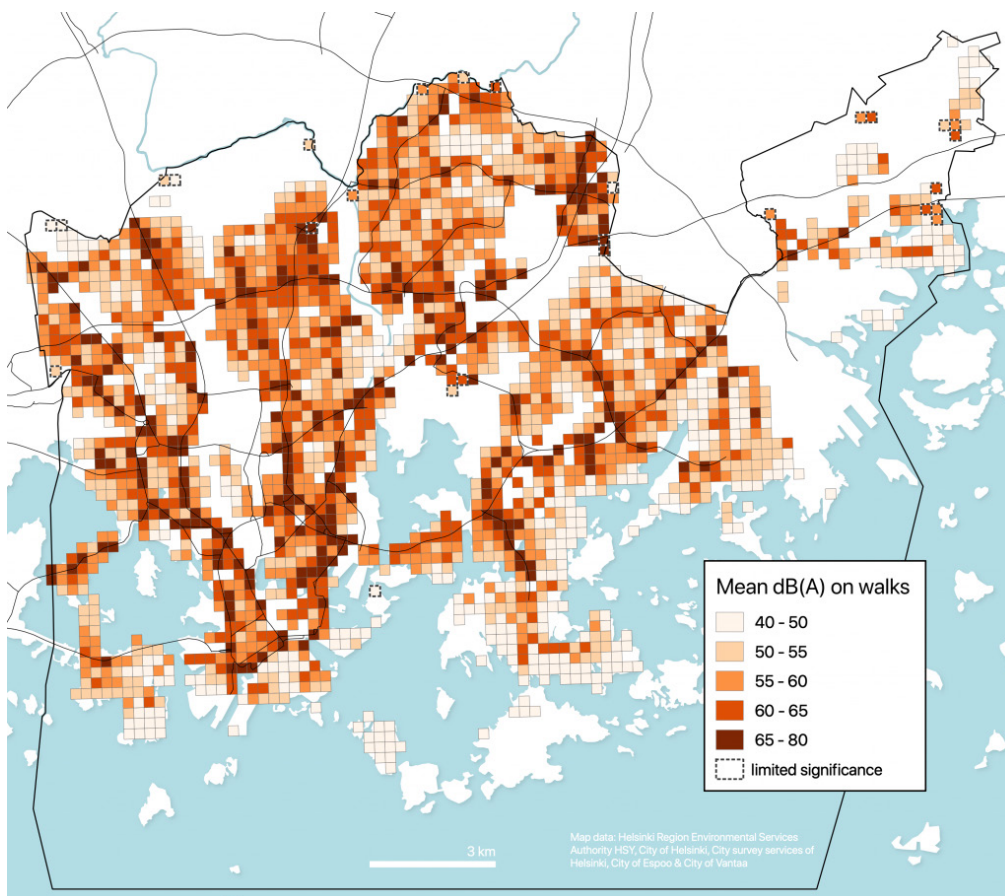 Mean dB(A) on walks
40 - 50
50 - 55
55 - 60
60 - 65
65 - 80
limited significance
Map data: Helsinki Region Environmental Services
Authority HSY, City of Helsinki, City survey services of
Helsinki, City of Espoo & City of Vantaa
3 km